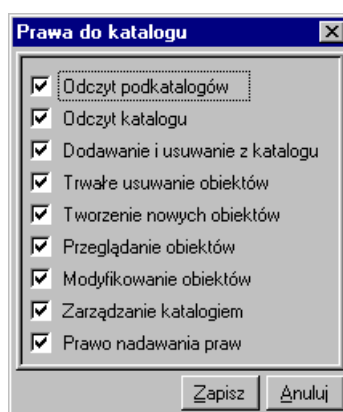 Prawa do katalogu
Odczyt podkatalogów
Odczyt katalogu
Dodawanie i usuwanie z katalogu
Trwałe usuwanie obiektów
Tworzenie nowych obiektów
Przeglądanie obiektów
Modyfikowanie obiektów
Zarządzanie katalogiem
Prawo nadawania praw
Zapisz Anuluj